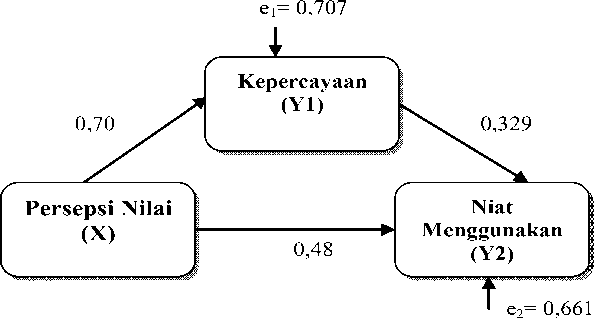 e₁= 0,707
Kepercayaan
(Y1)
0,70
0,329
Persepsi Nilai
(X)
Niat
Menggunakan
(Y2)
0,48
e₂= 0,661